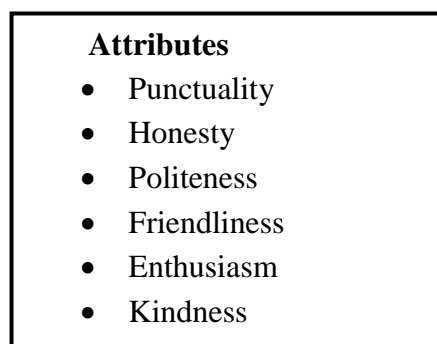 Attributes
• Punctuality
• Honesty
• Politeness
• Friendliness
• Enthusiasm
• Kindness